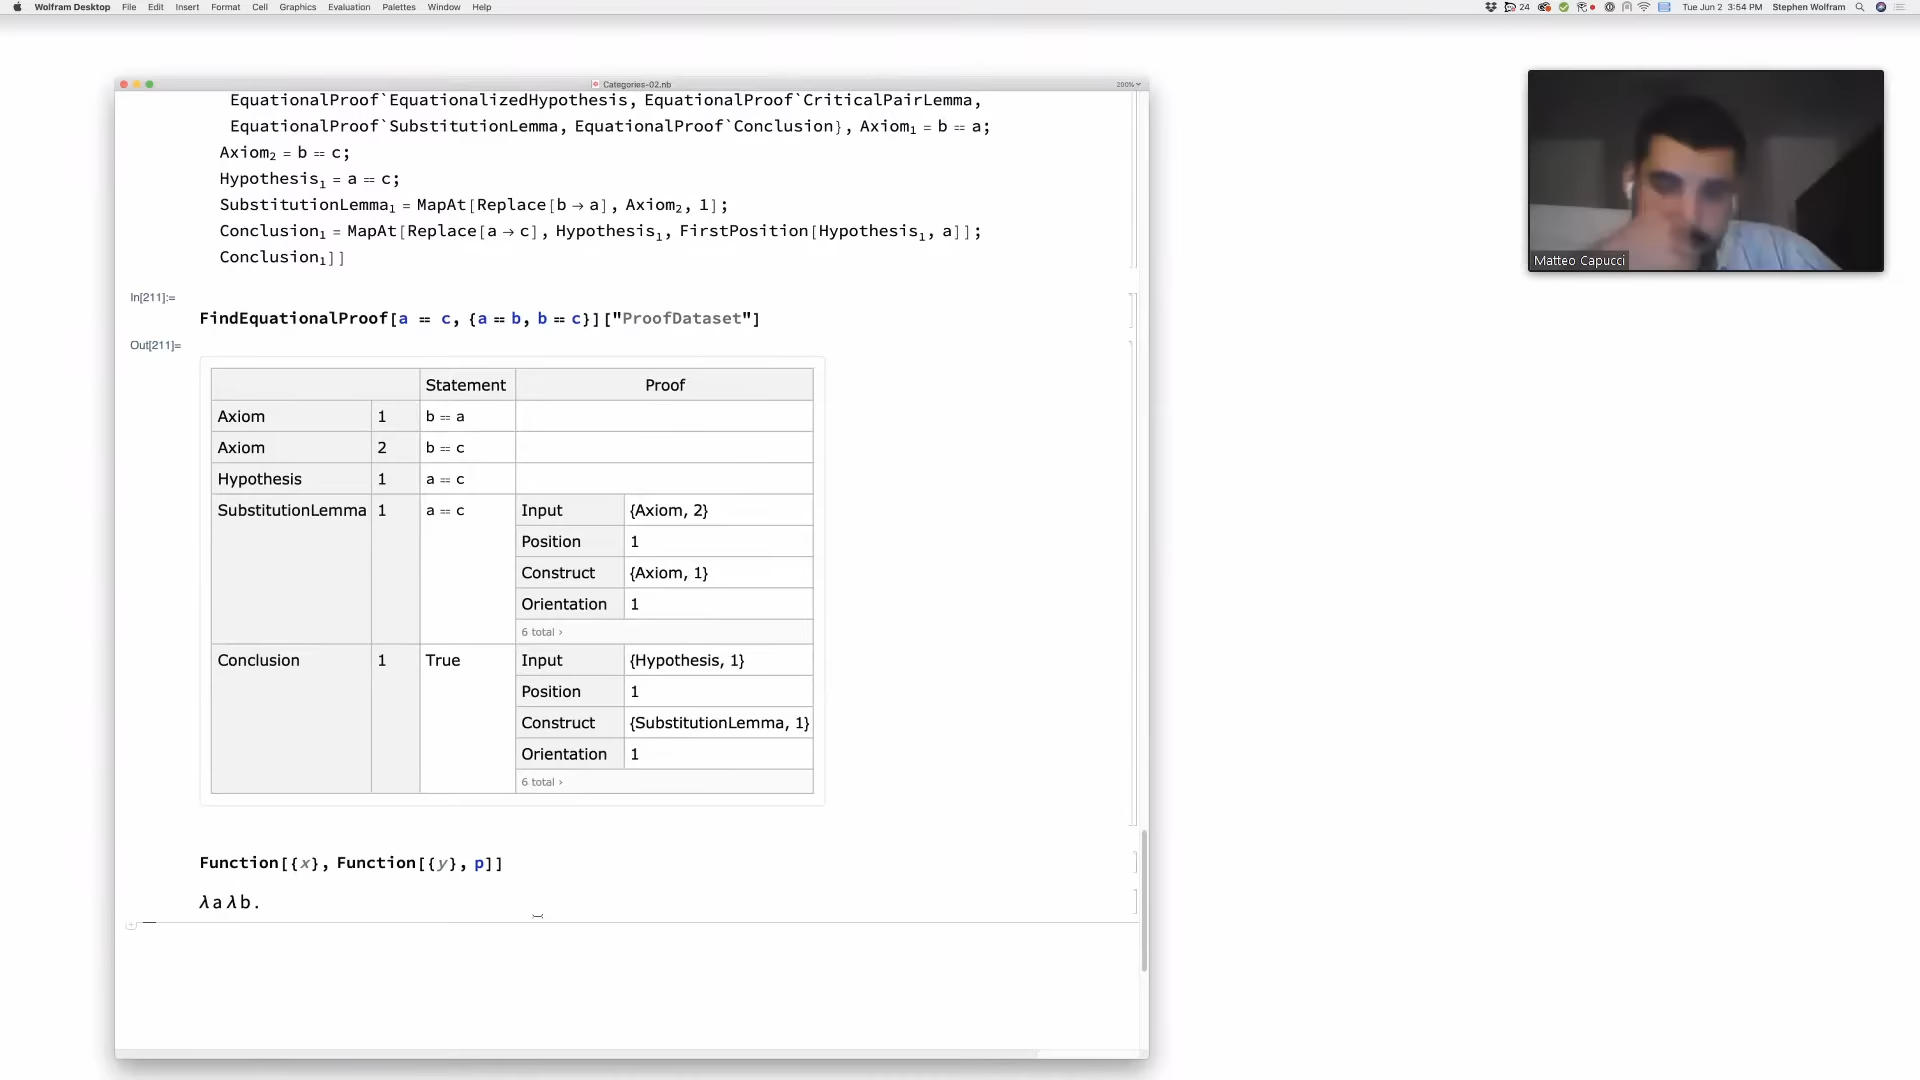 Wolfram Desktop File Edit Insert Format Cell Graphics Evaluation Palettes Window Help 24 Tue Jun 2 3:54 PM Stephen Wolfram
Categories-02.nb 200%
EquationalProof`EquationalizedHypothesis, EquationalProof`CriticalPairLemma,
EquationalProof`SubstitutionLemma, EquationalProof`Conclusion}, Axiom₁ = b == a;
Axiom₂ = b == c;
Hypothesis₁ = a == c;
SubstitutionLemma₁ = MapAt[Replace[b → a], Axiom₂, 1];
Conclusion₁ = MapAt[Replace[a → c], Hypothesis₁, FirstPosition[Hypothesis₁, a]];
Conclusion₁]]
In[211]:=
FindEquationalProof[a == c, {a == b, b == c}]["ProofDataset"]
Out[211]=
Statement Proof
Axiom 1 b == a
Axiom 2 b == c
Hypothesis 1 a == c
SubstitutionLemma 1 a == c Input {Axiom, 2}
Position 1
Construct {Axiom, 1}
Orientation 1
6 total ›
Conclusion 1 True Input {Hypothesis, 1}
Position 1
Construct {SubstitutionLemma, 1}
Orientation 1
6 total ›
Function[{x}, Function[{y}, p]]
λ a λ b .
Matteo Capucci